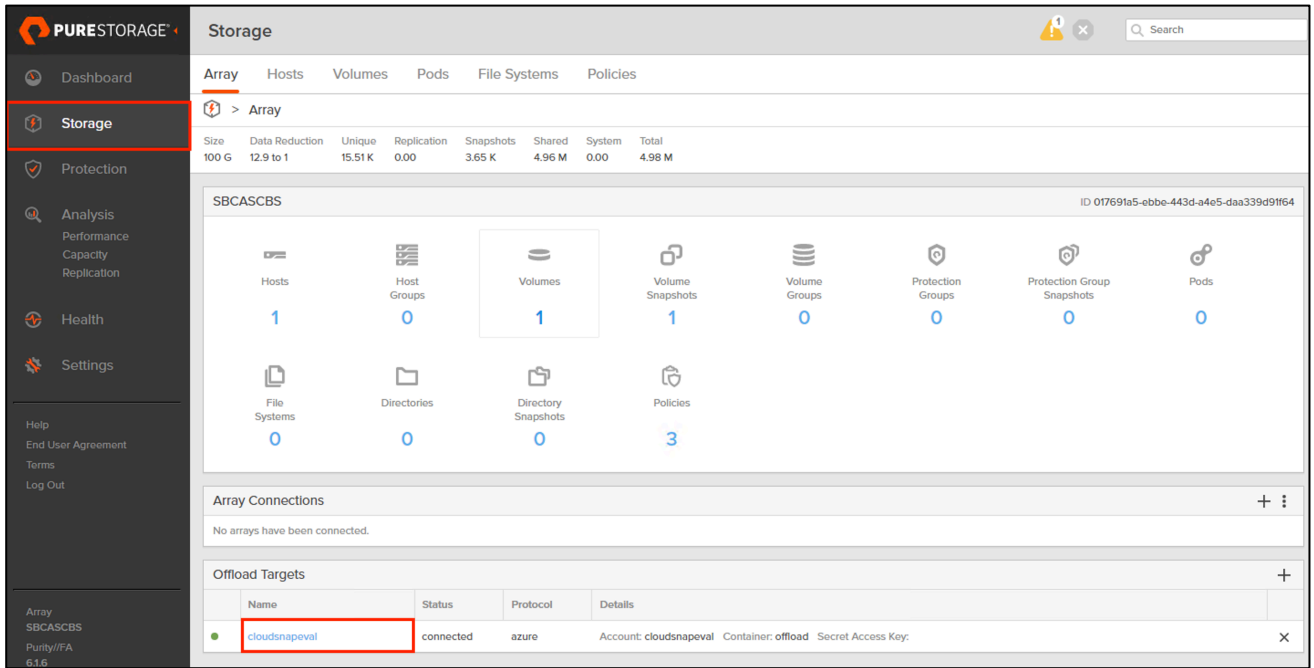 PURESTORAGE®
Dashboard
Storage
Protection
Analysis
Performance
Capacity
Replication
Health
Settings
Help
End User Agreement
Terms
Log Out
Array
SBCASCBS
Purity//FA
6.1.6
Storage
1
Search
Array Hosts Volumes Pods File Systems Policies
> Array
Size Data Reduction Unique Replication Snapshots Shared System Total
100 G 12.9 to 1 15.51 K 0.00 3.65 K 4.96 M 0.00 4.98 M
SBCASCBS ID 017691a5-ebbe-443d-a4e5-daa339d91f64
Hosts Host Volumes Volume Volume Protection Protection Group Pods
Groups Snapshots Groups Groups Snapshots
1 0 1 1 0 0 0 0
File Directories Directory Policies
Systems Snapshots
0 0 0 3
Array Connections
No arrays have been connected.
Offload Targets
Name Status Protocol Details
cloudsnapeval connected azure Account: cloudsnapeval Container: offload Secret Access Key: